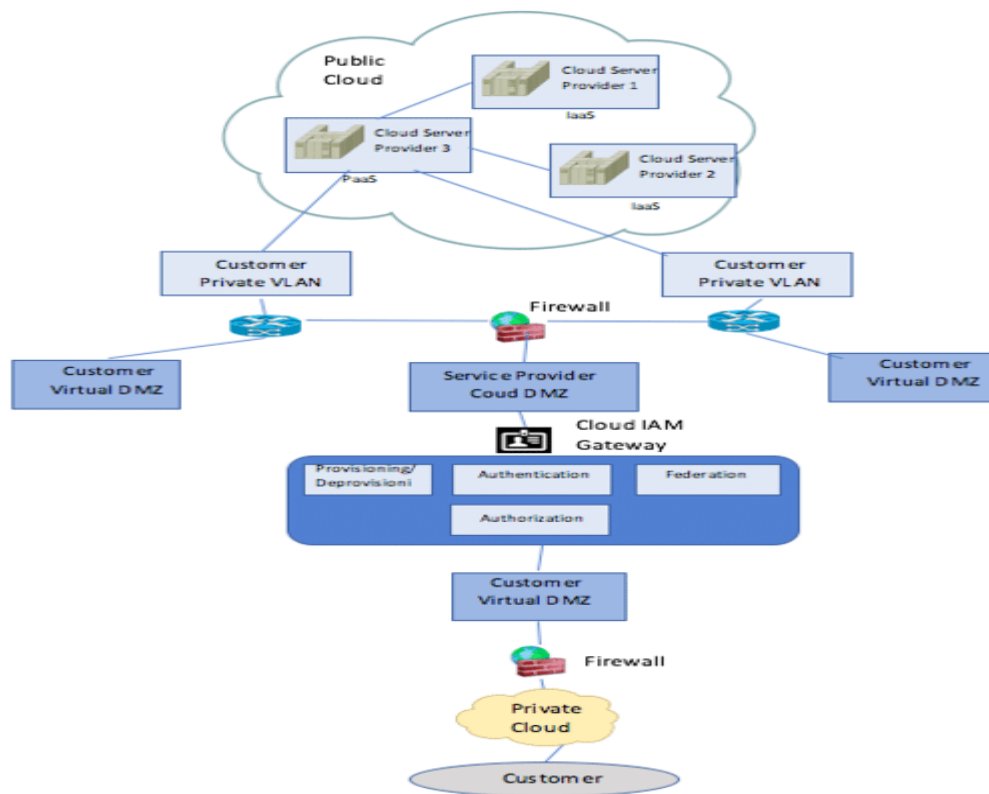 Public
Cloud
Cloud Server
Provider 1
IaaS
Cloud Server
Provider 3
PaaS
Cloud Server
Provider 2
IaaS
Customer
Private VLAN
Customer
Private VLAN
Firewall
Customer
Virtual DMZ
Service Provider
Coud DMZ
Customer
Virtual DMZ
Cloud IAM
Gateway
Provisioning/
Deprovisioni
Authentication
Federation
Authorization
Customer
Virtual DMZ
Firewall
Private
Cloud
Customer